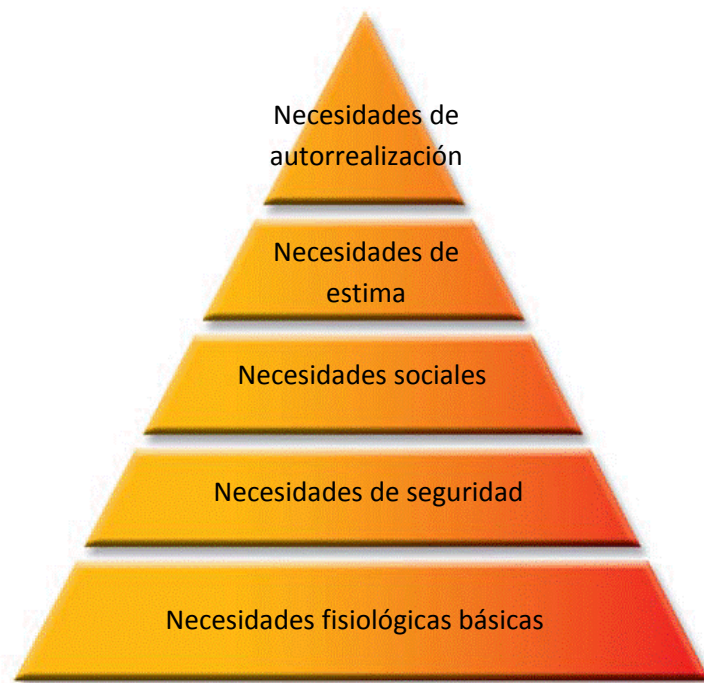 Necesidades de
autorrealización
Necesidades de
estima
Necesidades sociales
Necesidades de seguridad
Necesidades fisiológicas básicas